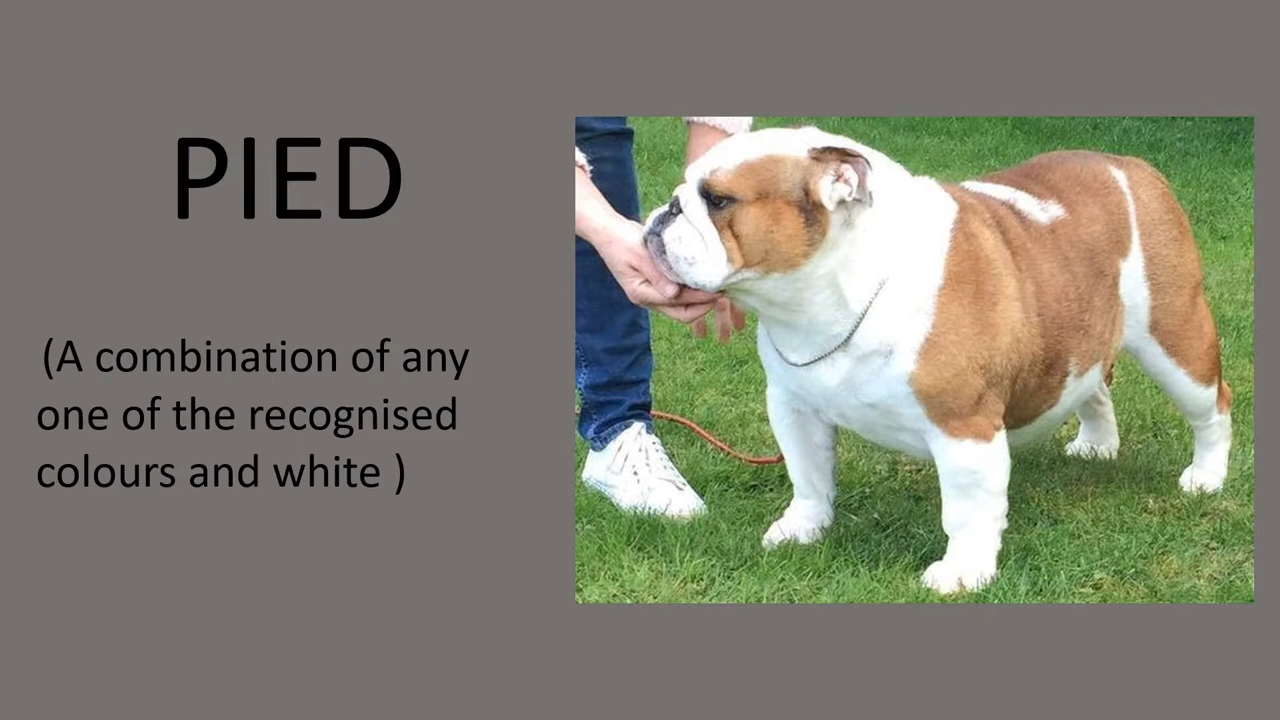 PIED
(A combination of any
one of the recognised
colours and white )